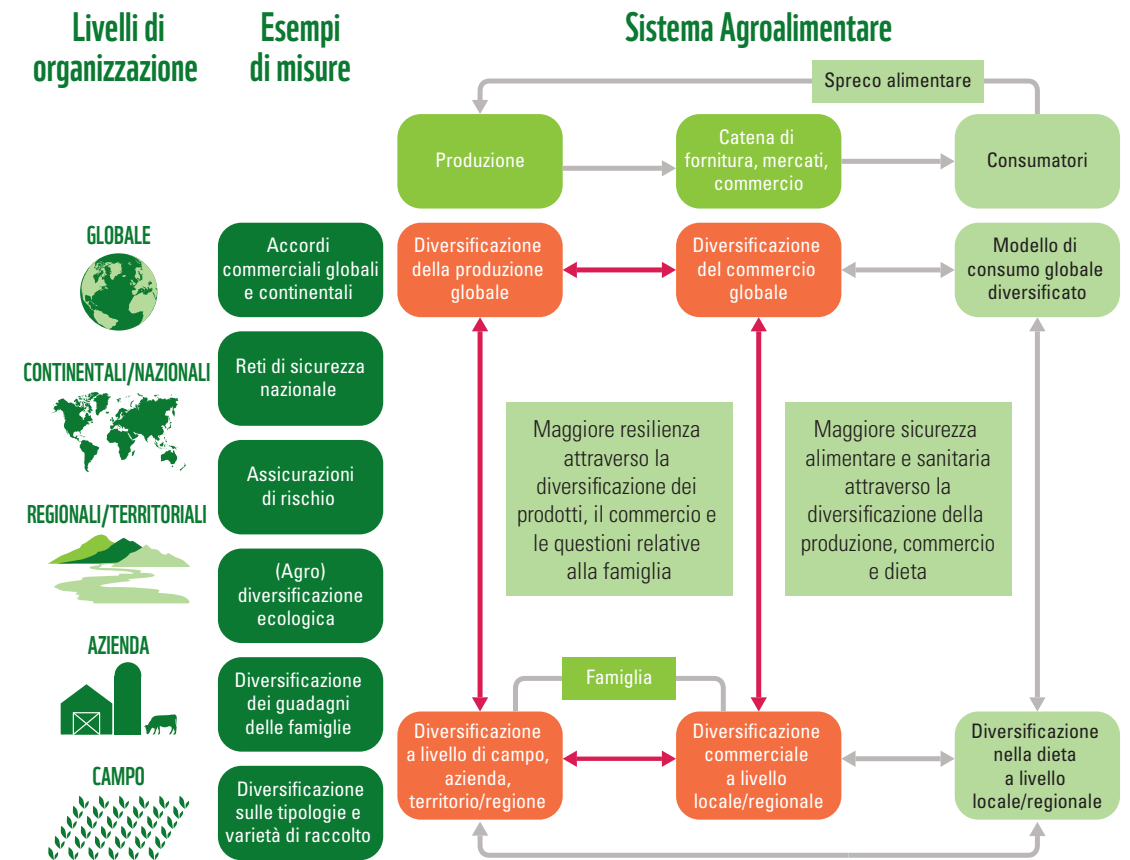 Livelli di
organizzazione
Esempi
di misure
Sistema Agroalimentare
Spreco alimentare
Produzione
Catena di
fornitura, mercati,
commercio
Consumatori
GLOBALE
Accordi
commerciali globali
e continentali
Diversificazione
della produzione
globale
Diversificazione
del commercio
globale
Modello di
consumo globale
diversificato
CONTINENTALI/NAZIONALI
Reti di sicurezza
nazionale
Maggiore resilienza
attraverso la
diversificazione dei
prodotti, il commercio e
le questioni relative
alla famiglia
Maggiore sicurezza
alimentare e sanitaria
attraverso la
diversificazione della
produzione, commercio
e dieta
Assicurazioni
di rischio
REGIONALI/TERRITORIALI
(Agro)
diversificazione
ecologica
AZIENDA
Diversificazione
dei guadagni
delle famiglie
Famiglia
Diversificazione
a livello di campo,
azienda,
territorio/regione
Diversificazione
commerciale
a livello
locale/regionale
Diversificazione
nella dieta
a livello
locale/regionale
CAMPO
Diversificazione
sulle tipologie e
varietà di raccolto